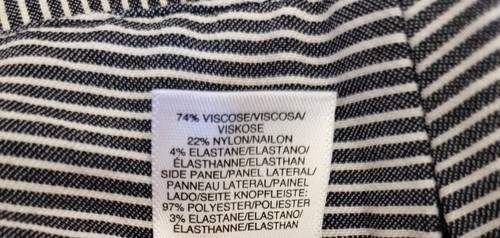 74% VISCOSE/VISCOSA/
VISKOSE
22% NYLON/NAILON
4% ELASTANE/ELASTANO/
ÉLASTHANNE/ELASTHAN
SIDE PANEL/PANEL LATERAL/
PANNEAU LATERAL/PAINEL
LADO/SEITE KNOPFLEISTE:
97% POLYESTER/POLIESTER
3% ELASTANE/ELASTANO/
ÉLASTHANNE/ELASTHAN